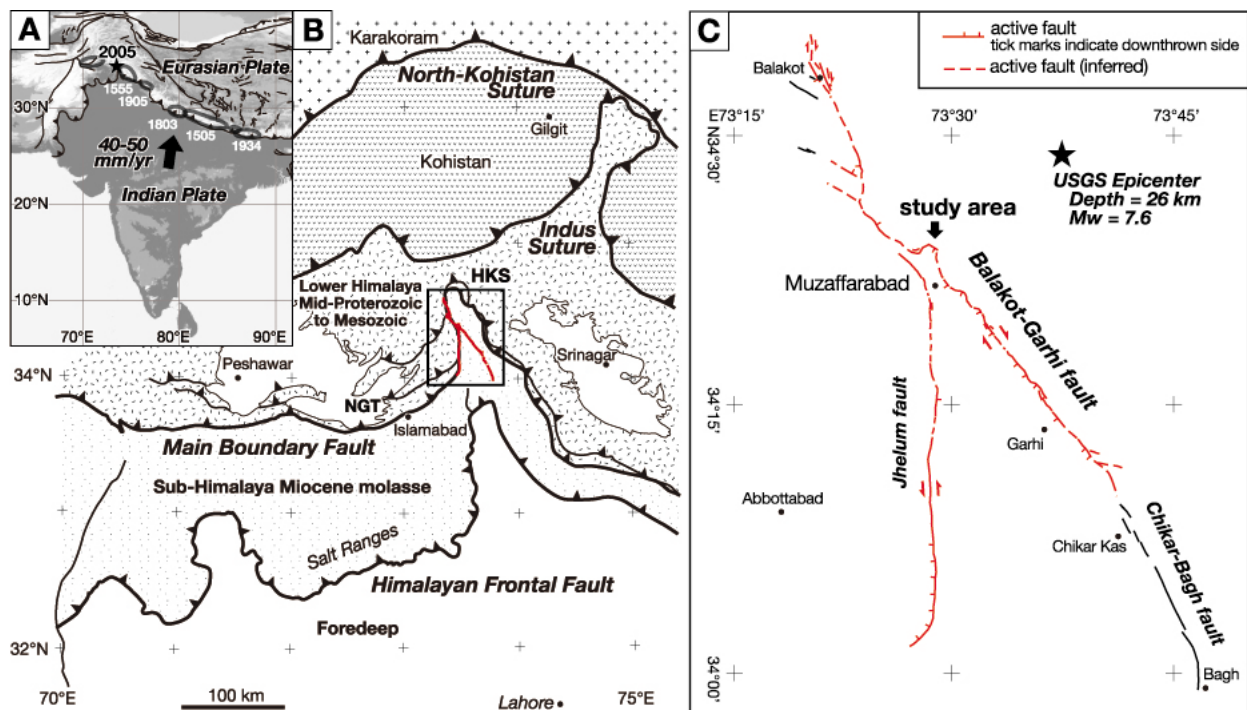 A
2005
Eurasian Plate
1555
1905
30°N
1803
1505
1934
40-50
mm/yr
Indian Plate
20°N
10°N
70°E
80°E
90°E
B
Karakoram
North-Kohistan
Suture
Gilgit
Kohistan
Indus
Suture
HKS
Lower Himalaya
Mid-Proterozoic
to Mesozoic
Peshawar
Srinagar
34°N
NGT
Islamabad
Main Boundary Fault
Sub-Himalaya Miocene molasse
Salt Ranges
Himalayan Frontal Fault
Foredeep
32°N
70°E
100 km
Lahore
75°E
C
active fault
tick marks indicate downthrown side
active fault (inferred)
Balakot
E73°15'
73°30'
73°45'
N34°30'
USGS Epicenter
Depth = 26 km
Mw = 7.6
study area
Muzaffarabad
Balakot-Garhi fault
34°15'
Jhelum fault
Garhi
Abbottabad
Chikar Kas
Chikar-Bagh fault
34°00'
Bagh